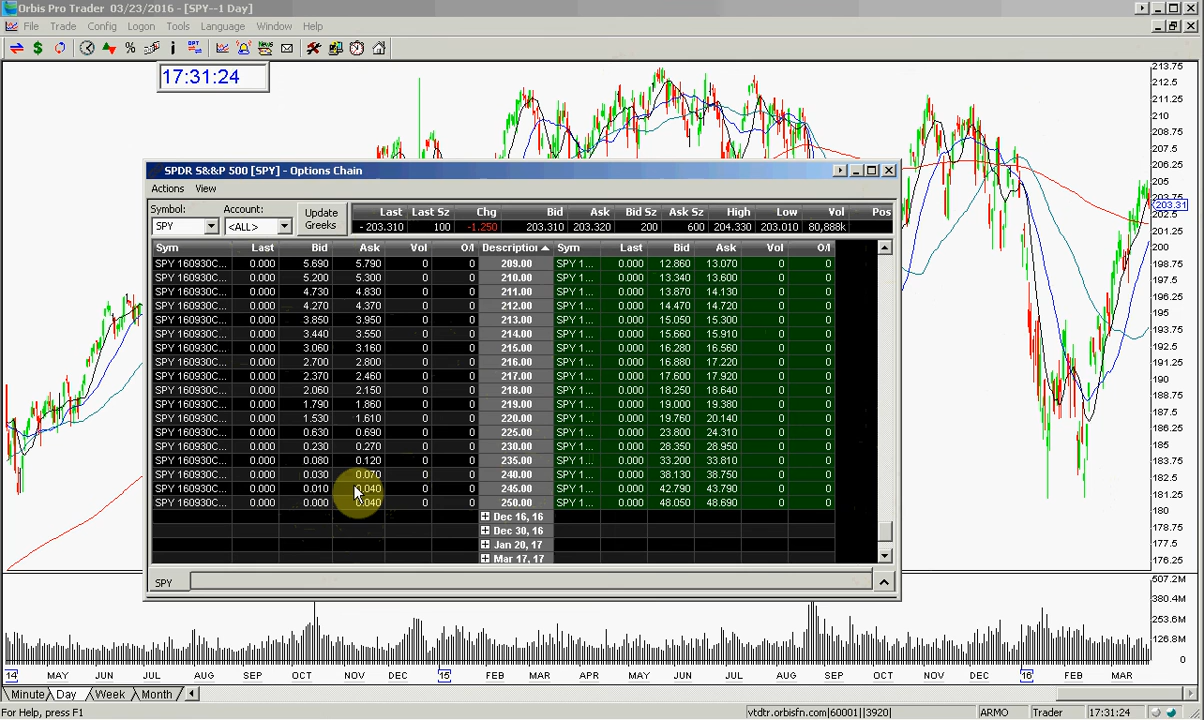 Orbis Pro Trader 03/23/2016 - [SPY--1 Day]
File Trade Config Logon Tools Language Window Help
17:31:24
SPDR S&&P 500 [SPY] - Options Chain
Actions View
Symbol: Account: Update Greeks
SPY <ALL>
Last Last Sz Chg Bid Ask Bid Sz Ask Sz High Low Vol Pos
- 203.310 100 -1.250 203.310 203.320 200 600 204.330 203.010 80,888k
Sym Last Bid Ask Vol O/I Description Sym Last Bid Ask Vol O/I
SPY 160930C... 0.000 5.690 5.790 0 0 209.00 SPY 1... 0.000 12.860 13.070 0 0
SPY 160930C... 0.000 5.200 5.300 0 0 210.00 SPY 1... 0.000 13.340 13.600 0 0
SPY 160930C... 0.000 4.730 4.830 0 0 211.00 SPY 1... 0.000 13.870 14.130 0 0
SPY 160930C... 0.000 4.270 4.370 0 0 212.00 SPY 1... 0.000 14.470 14.720 0 0
SPY 160930C... 0.000 3.850 3.950 0 0 213.00 SPY 1... 0.000 15.050 15.300 0 0
SPY 160930C... 0.000 3.440 3.550 0 0 214.00 SPY 1... 0.000 15.660 15.910 0 0
SPY 160930C... 0.000 3.060 3.160 0 0 215.00 SPY 1... 0.000 16.280 16.560 0 0
SPY 160930C... 0.000 2.700 2.800 0 0 216.00 SPY 1... 0.000 16.880 17.220 0 0
SPY 160930C... 0.000 2.370 2.460 0 0 217.00 SPY 1... 0.000 17.600 17.920 0 0
SPY 160930C... 0.000 2.060 2.150 0 0 218.00 SPY 1... 0.000 18.250 18.640 0 0
SPY 160930C... 0.000 1.790 1.860 0 0 219.00 SPY 1... 0.000 19.000 19.380 0 0
SPY 160930C... 0.000 1.530 1.610 0 0 220.00 SPY 1... 0.000 19.760 20.140 0 0
SPY 160930C... 0.000 0.630 0.690 0 0 225.00 SPY 1... 0.000 23.800 24.310 0 0
SPY 160930C... 0.000 0.230 0.270 0 0 230.00 SPY 1... 0.000 28.350 28.950 0 0
SPY 160930C... 0.000 0.080 0.120 0 0 235.00 SPY 1... 0.000 33.200 33.810 0 0
SPY 160930C... 0.000 0.030 0.070 0 0 240.00 SPY 1... 0.000 38.130 38.750 0 0
SPY 160930C... 0.000 0.010 0.040 0 0 245.00 SPY 1... 0.000 42.790 43.790 0 0
SPY 160930C... 0.000 0.000 0.040 0 0 250.00 SPY 1... 0.000 48.050 48.690 0 0
Dec 16, 16
Dec 30, 16
Jan 20, 17
Mar 17, 17
SPY
213.75
212.5
211.25
210
208.75
207.5
206.25
205
203.31
202.5
201.25
200
198.75
197.5
196.25
195
193.75
192.5
191.25
190
188.75
187.5
186.25
185
183.75
182.5
181.25
180
178.75
177.5
176.25
507.2M
380.4M
253.6M
126.8M
0
14 MAY JUN JUL AUG SEP OCT NOV DEC 15 FEB MAR APR MAY JUN JUL AUG SEP OCT NOV DEC 16 FEB MAR
Minute Day Week Month
For Help, press F1 vtdtr.orbisfn.com|60001||3920| ARMO Trader 17:31:24